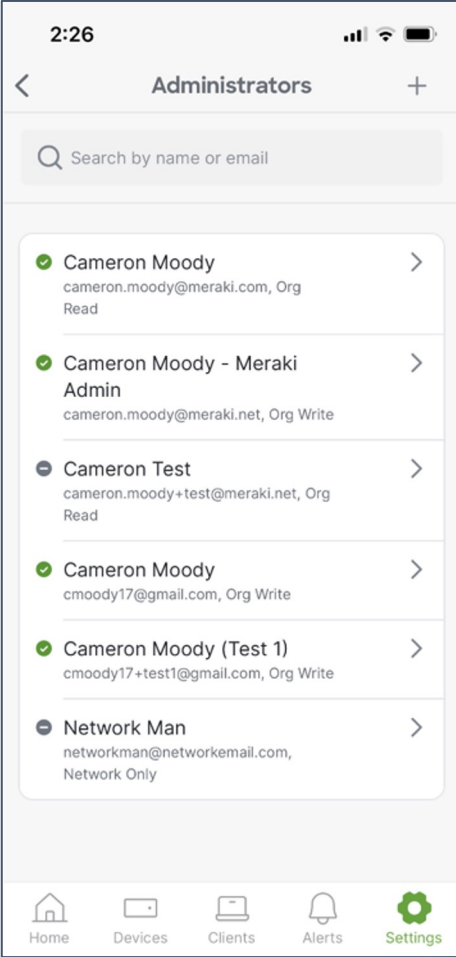 2:26
Administrators
Search by name or email
Cameron Moody
cameron.moody@meraki.com, Org
Read
Cameron Moody - Meraki
Admin
cameron.moody@meraki.net, Org Write
Cameron Test
cameron.moody+test@meraki.net, Org
Read
Cameron Moody
cmoody17@gmail.com, Org Write
Cameron Moody (Test 1)
cmoody17+test1@gmail.com, Org Write
Network Man
networkman@networkemail.com,
Network Only
Home Devices Clients Alerts Settings